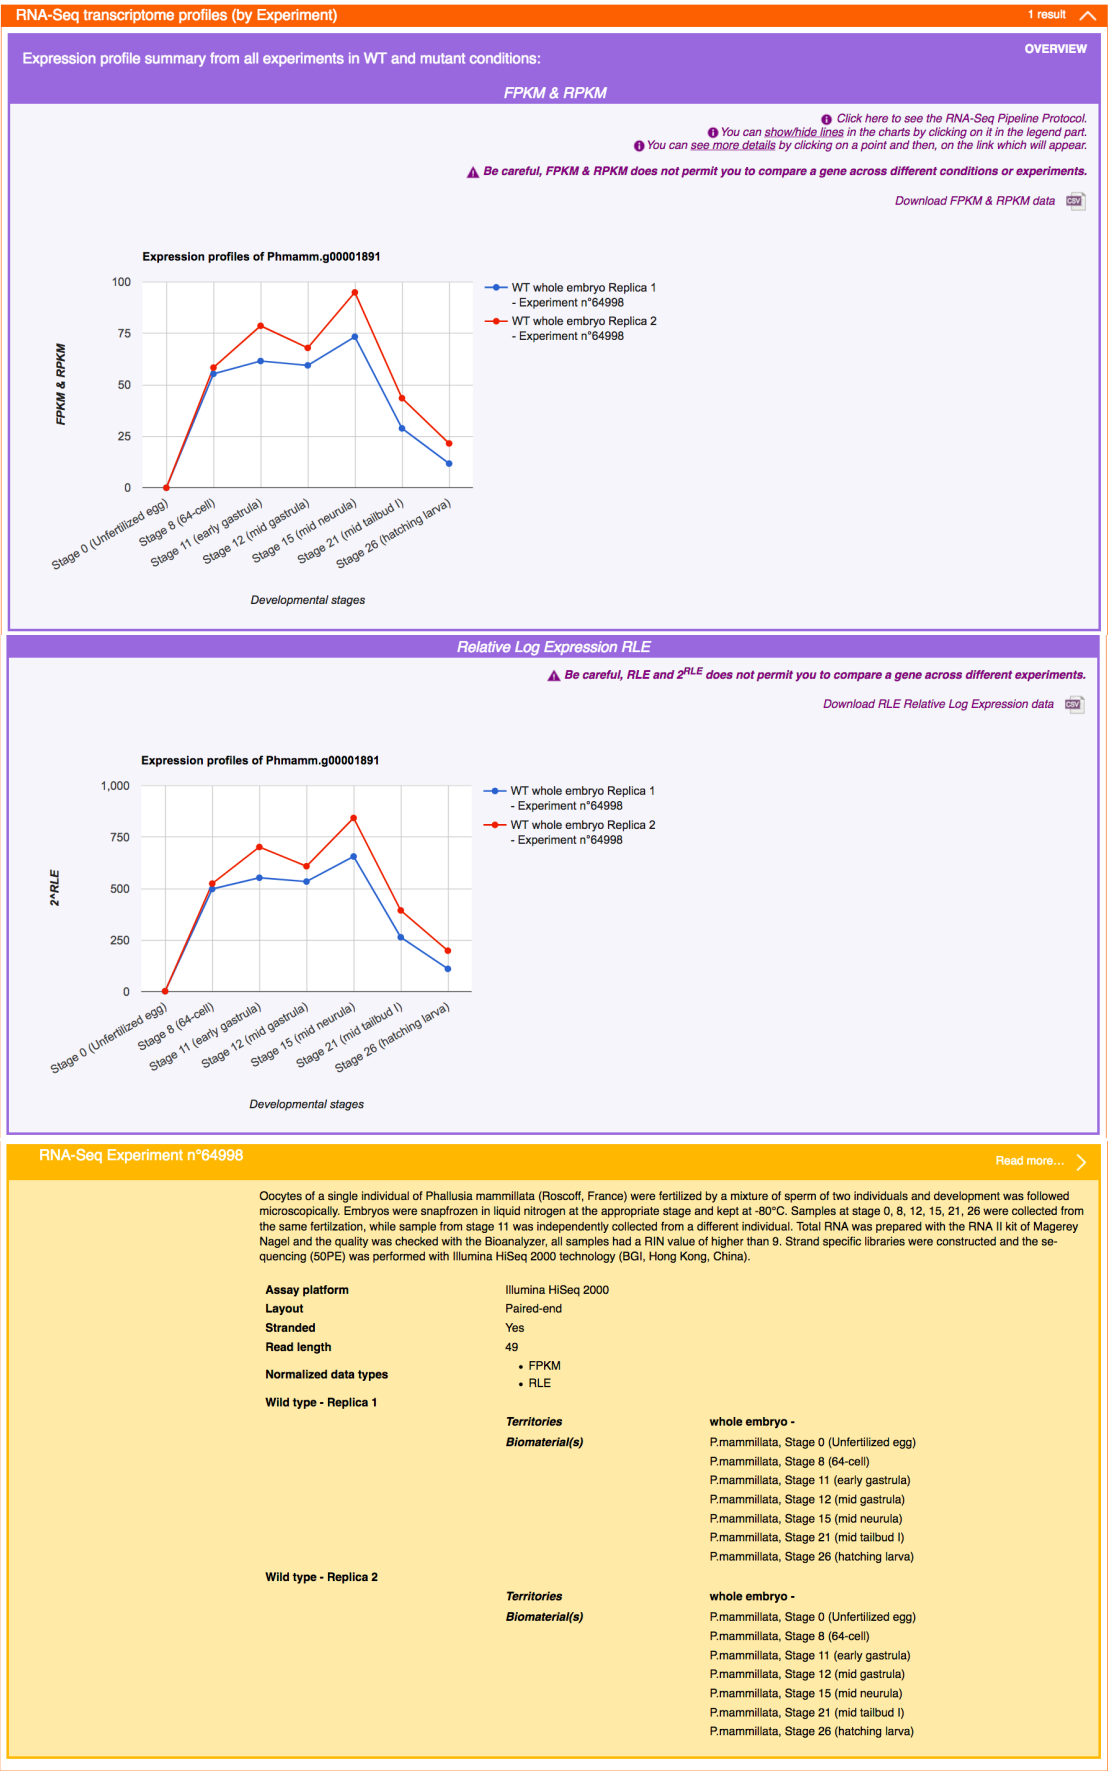 RNA-Seq transcriptome profiles (by Experiment)
1 result
OVERVIEW
Expression profile summary from all experiments in WT and mutant conditions:
FPKM & RPKM
Click here to see the RNA-Seq Pipeline Protocol.
You can show/hide lines in the charts by clicking on it in the legend part.
You can see more details by clicking on a point and then, on the link which will appear.
Be careful, FPKM & RPKM does not permit you to compare a gene across different conditions or experiments.
Download FPKM & RPKM data
CSV
Expression profiles of Phmamm.g00001891
100
75
50
25
0
FPKM & RPKM
WT whole embryo Replica 1
- Experiment n°64998
WT whole embryo Replica 2
- Experiment n°64998
Stage 0 (Unfertilized egg)
Stage 8 (64-cell)
Stage 11 (early gastrula)
Stage 12 (mid gastrula)
Stage 15 (mid neurula)
Stage 21 (mid tailbud I)
Stage 26 (hatching larva)
Developmental stages
Relative Log Expression RLE
Be careful, RLE and 2^RLE does not permit you to compare a gene across different experiments.
Download RLE Relative Log Expression data
CSV
Expression profiles of Phmamm.g00001891
1,000
750
500
250
0
2^RLE
WT whole embryo Replica 1
- Experiment n°64998
WT whole embryo Replica 2
- Experiment n°64998
Stage 0 (Unfertilized egg)
Stage 8 (64-cell)
Stage 11 (early gastrula)
Stage 12 (mid gastrula)
Stage 15 (mid neurula)
Stage 21 (mid tailbud I)
Stage 26 (hatching larva)
Developmental stages
RNA-Seq Experiment n°64998
Read more...
Oocytes of a single individual of Phallusia mammillata (Roscoff, France) were fertilized by a mixture of sperm of two individuals and development was followed
microscopically. Embryos were snapfrozen in liquid nitrogen at the appropriate stage and kept at -80°C. Samples at stage 0, 8, 12, 15, 21, 26 were collected from
the same fertilzation, while sample from stage 11 was independently collected from a different individual. Total RNA was prepared with the RNA II kit of Magerey
Nagel and the quality was checked with the Bioanalyzer, all samples had a RIN value of higher than 9. Strand specific libraries were constructed and the se-
quencing (50PE) was performed with Illumina HiSeq 2000 technology (BGI, Hong Kong, China).
Assay platform Illumina HiSeq 2000
Layout Paired-end
Stranded Yes
Read length 49
Normalized data types
• FPKM
• RLE
Wild type - Replica 1
Territories whole embryo -
Biomaterial(s) P.mammillata, Stage 0 (Unfertilized egg)
P.mammillata, Stage 8 (64-cell)
P.mammillata, Stage 11 (early gastrula)
P.mammillata, Stage 12 (mid gastrula)
P.mammillata, Stage 15 (mid neurula)
P.mammillata, Stage 21 (mid tailbud I)
P.mammillata, Stage 26 (hatching larva)
Wild type - Replica 2
Territories whole embryo -
Biomaterial(s) P.mammillata, Stage 0 (Unfertilized egg)
P.mammillata, Stage 8 (64-cell)
P.mammillata, Stage 11 (early gastrula)
P.mammillata, Stage 12 (mid gastrula)
P.mammillata, Stage 15 (mid neurula)
P.mammillata, Stage 21 (mid tailbud I)
P.mammillata, Stage 26 (hatching larva)